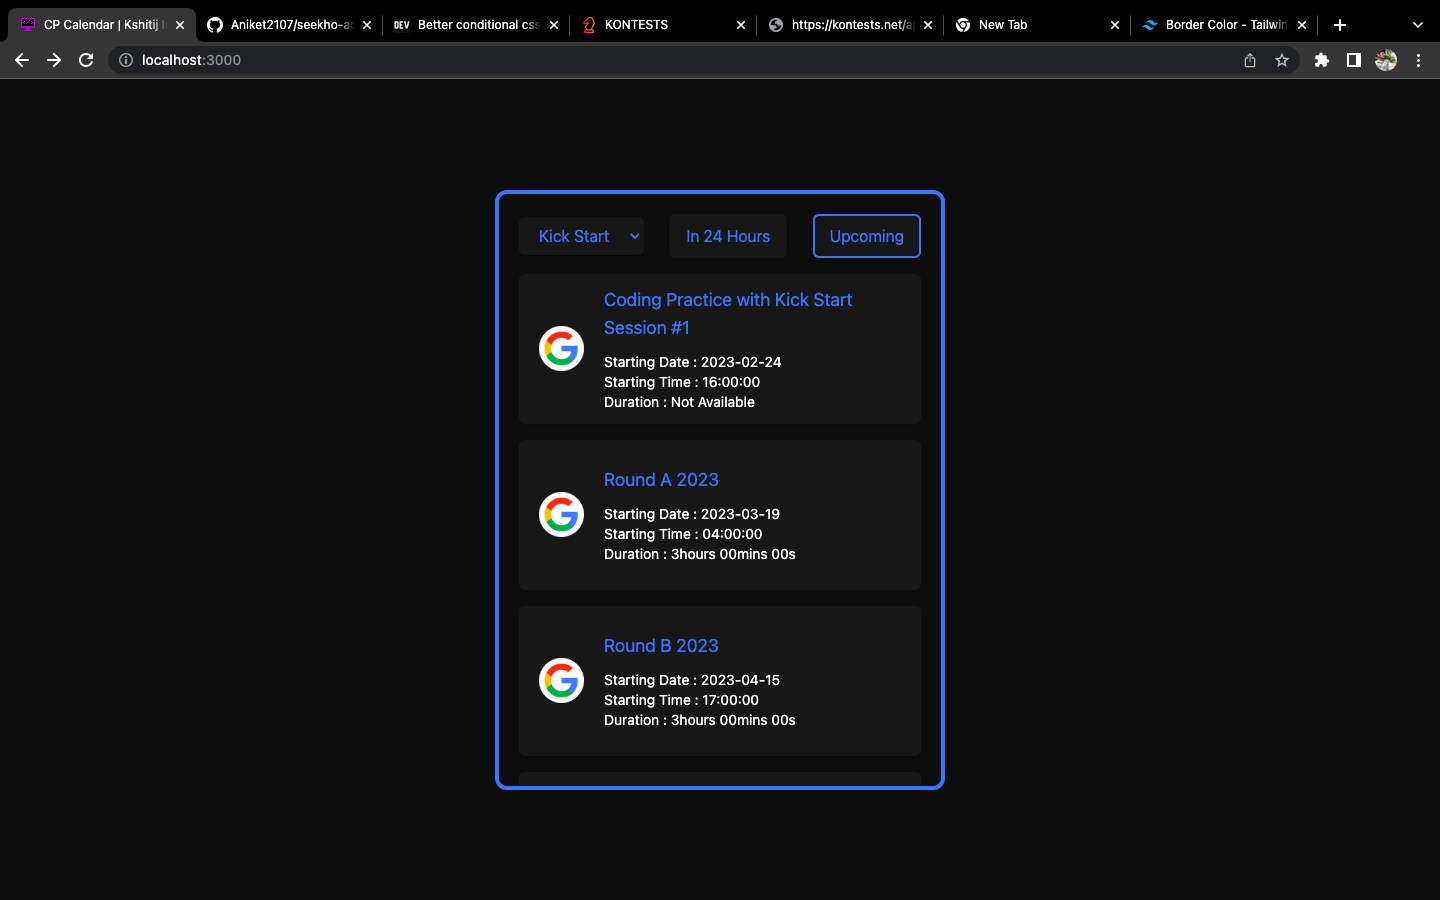 CP Calendar | Kshitij
Aniket2107/seekho-a
Better conditional css
KONTESTS
https://kontests.net/a
New Tab
Border Color - Tailwin
localhost:3000
Kick Start
In 24 Hours
Upcoming
Coding Practice with Kick Start
Session #1
Starting Date : 2023-02-24
Starting Time : 16:00:00
Duration : Not Available
Round A 2023
Starting Date : 2023-03-19
Starting Time : 04:00:00
Duration : 3hours 00mins 00s
Round B 2023
Starting Date : 2023-04-15
Starting Time : 17:00:00
Duration : 3hours 00mins 00s